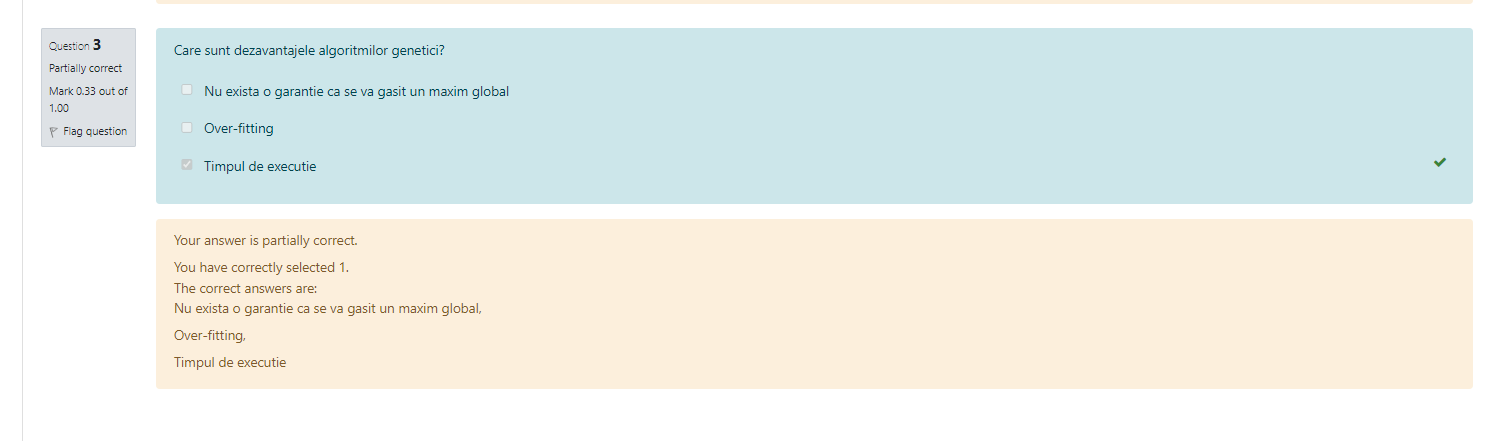 Question 3
Partially correct
Mark 0.33 out of
1.00
Flag question
Care sunt dezavantajele algoritmilor genetici?
Nu exista o garantie ca se va gasit un maxim global
Over-fitting
Timpul de executie
Your answer is partially correct.
You have correctly selected 1.
The correct answers are:
Nu exista o garantie ca se va gasit un maxim global,
Over-fitting,
Timpul de executie